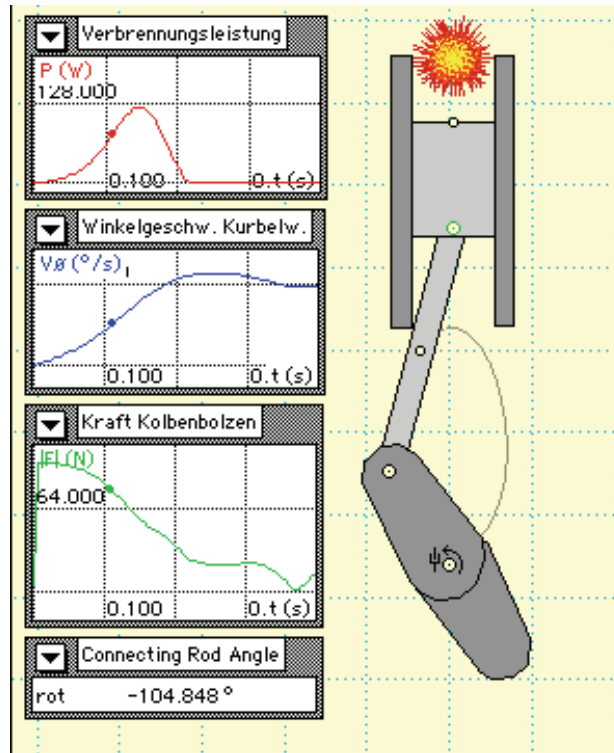 Verbrennungsleistung
P (W)
128.000
0.100
0.t (s)
Winkelgeschw. Kurbelw.
Vø (°/s)
0.100
0.t (s)
Kraft Kolbenbolzen
|F| (N)
64.000
0.100
0.t (s)
Connecting Rod Angle
rot -104.848 °